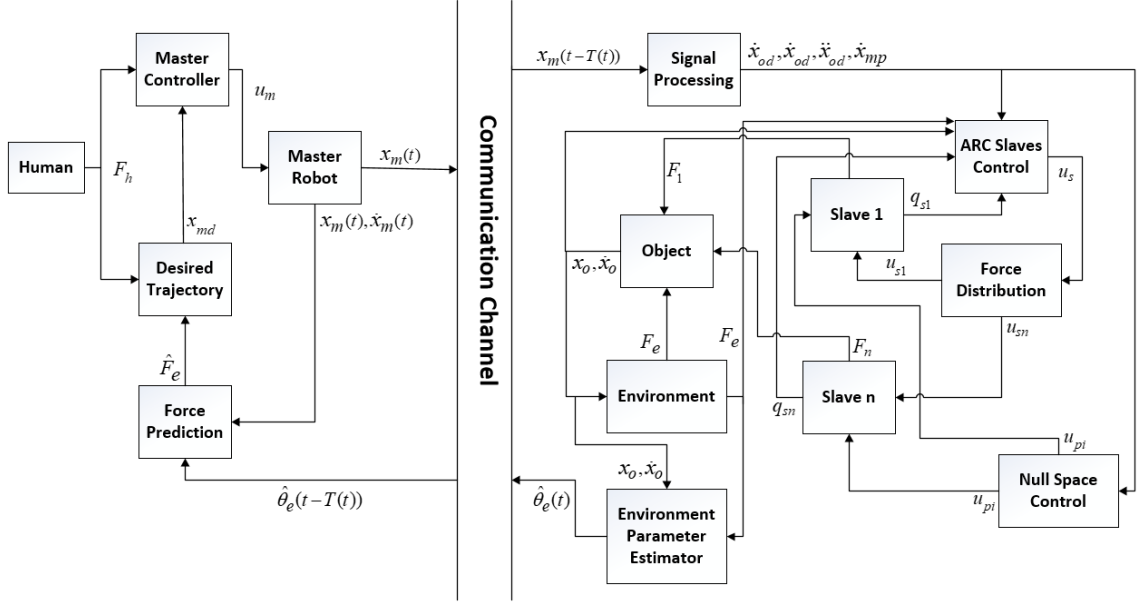 Human
F_h
Master
Controller
u_m
Master
Robot
x_m(t)
x_m(t), ẋ_m(t)
x_md
Desired
Trajectory
F̂_e
Force
Prediction
θ̂_e(t−T(t))
Communication Channel
x_m(t−T(t))
Signal
Processing
ẋ_od, ẋ_od, ẍ_od, ẋ_mp
ARC Slaves
Control
u_s
F_1
Slave 1
q_s1
Object
x_o, ẋ_o
u_s1
Force
Distribution
u_sn
F_e
F_e
F_n
Environment
q_sn
Slave n
u_pi
x_o, ẋ_o
Null Space
Control
u_pi
θ̂_e(t)
Environment
Parameter
Estimator